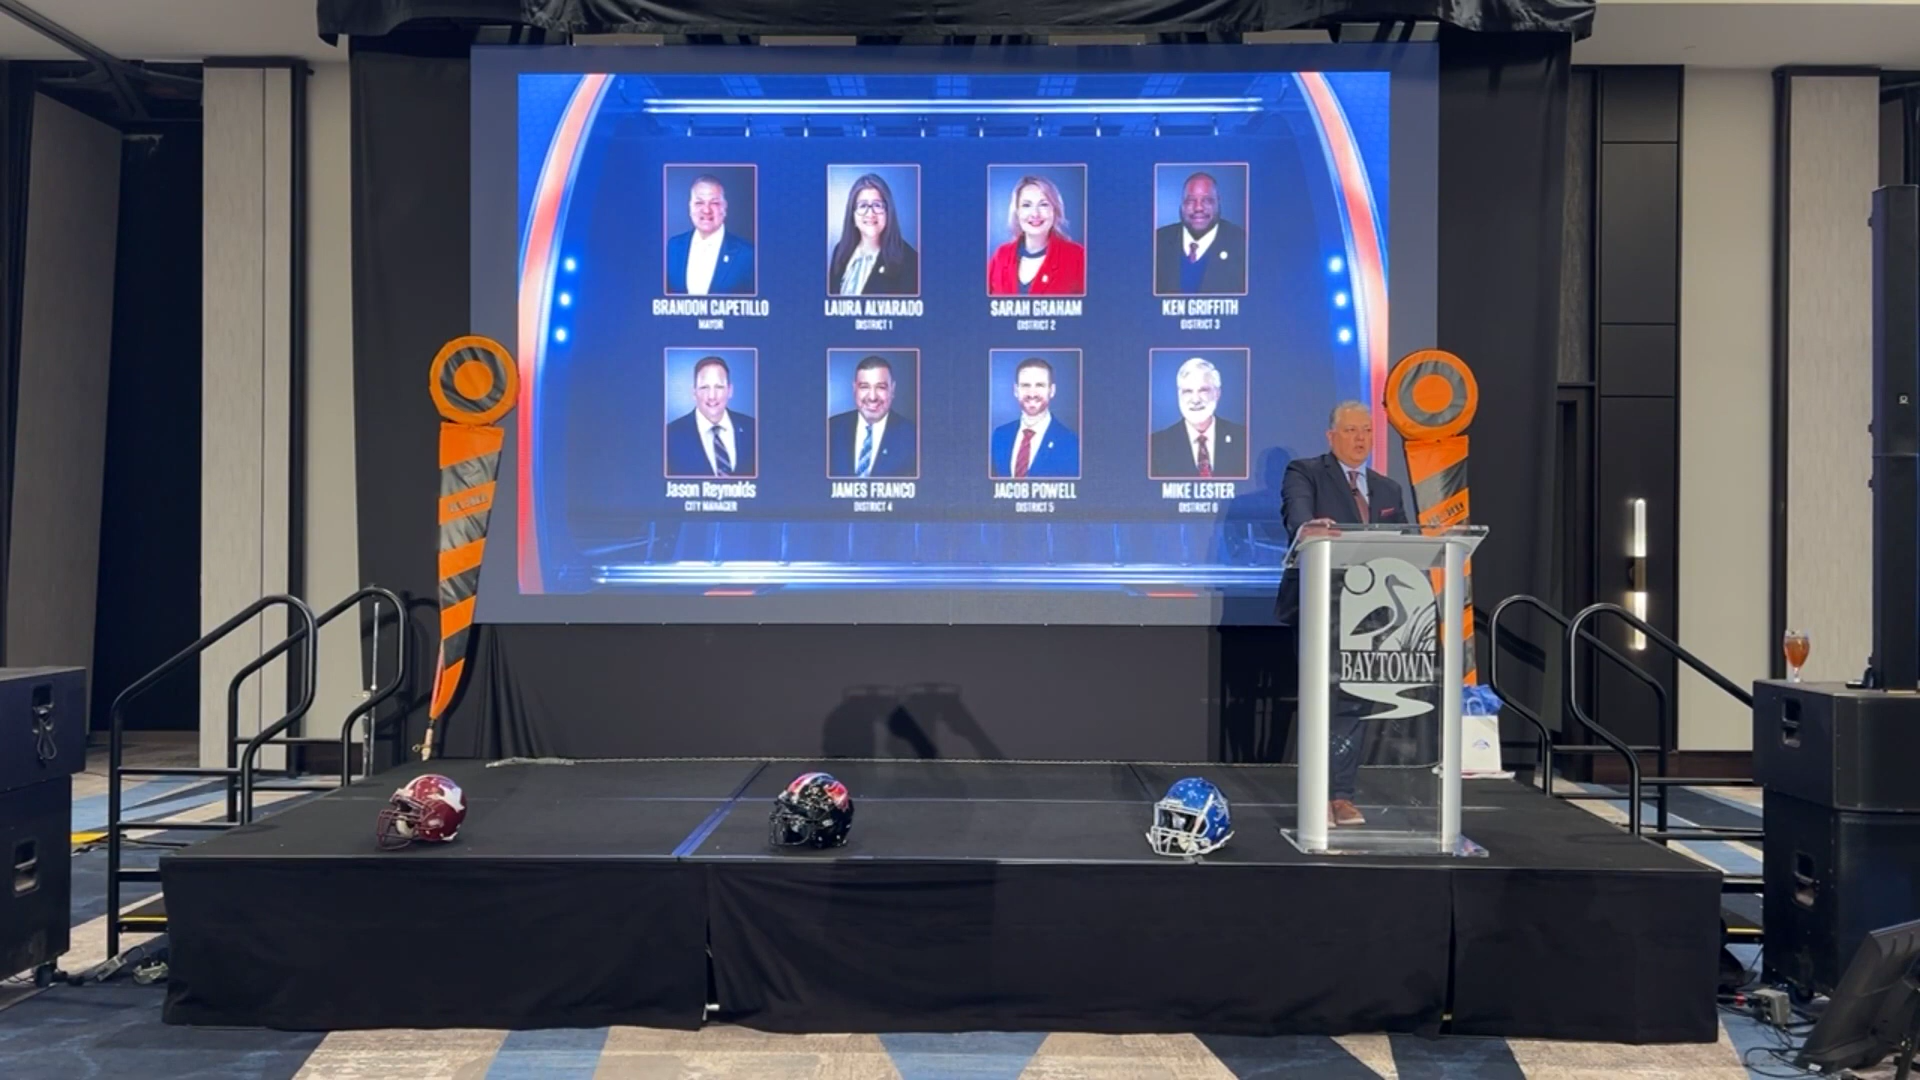 BRANDON CAPETILLO
MAYOR
LAURA ALVARADO
DISTRICT 1
SARAH GRAHAM
DISTRICT 2
KEN GRIFFITH
DISTRICT 3
Jason Reynolds
CITY MANAGER
JAMES FRANCO
DISTRICT 4
JACOB POWELL
DISTRICT 5
MIKE LESTER
DISTRICT 6
BAYTOWN